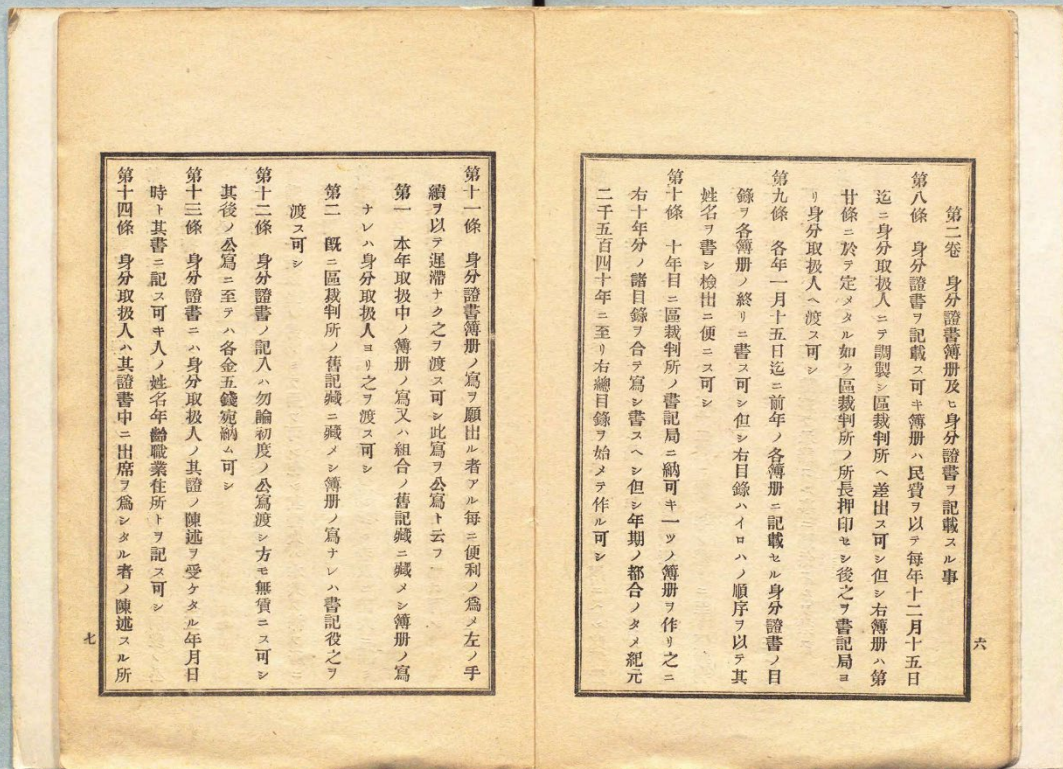 第二卷 身分證書簿册及ヒ身分證書ヲ記載スル事
第八條 身分證書ヲ記載ス可キ簿册ハ民費ヲ以テ每年十二月十五日
迄ニ身分取扱人ニテ調製シ區裁判所ヘ差出ス可シ但シ右簿册ハ第
廿條ニ於テ定メタル如ク區裁判所ノ所長押印セシ後之ヲ書記局ヨ
リ身分取扱人ヘ渡ス可シ
第九條 各年一月十五日迄ニ前年ノ各簿册ニ記載セル身分證書ノ目
錄ヲ各簿册ノ終リニ書ス可シ但シ右目錄ハイロハノ順序ヲ以テ其
姓名ヲ書シ檢出ニ便ニス可シ
第十條 十年目ニ區裁判所ノ書記局ニ納可キ一ッノ簿册ヲ作リ之ニ
右十年分ノ諸目錄ヲ合テ寫シ書スヘシ但シ年期ノ都合ノタメ紀元
二千五百四十年ニ至リ右總目錄ヲ始メテ作ル可シ
六
第十一條 身分證書簿册ノ寫ヲ願出ル者アル每ニ便利ノ爲メ左ノ手
續ヲ以テ遲滯ナク之ヲ渡ス可シ此寫ヲ公寫ト云フ
第一 本年取扱中ノ簿册ノ寫又ハ組合ノ舊記藏ニ藏メシ簿册ノ寫
ナレハ身分取扱人ヨリ之ヲ渡ス可シ
第二 旣ニ區裁判所ノ舊記藏ニ藏メシ簿册ノ寫ナレハ書記役之ヲ
渡ス可シ
第十二條 身分證書ノ記入ハ勿論初度ノ公寫渡シ方モ無賃ニス可シ
其後ノ公寫ニ至テハ各金五錢宛納ム可シ
第十三條 身分證書ニハ身分取扱人ノ其證ノ陳述ヲ受ケタル年月日
時ト其書ニ記ス可キ人ノ姓名年齡職業住所トヲ記ス可シ
第十四條 身分取扱人ハ其證書中ニ出席ヲ爲シタル者ノ陳述スル所
七